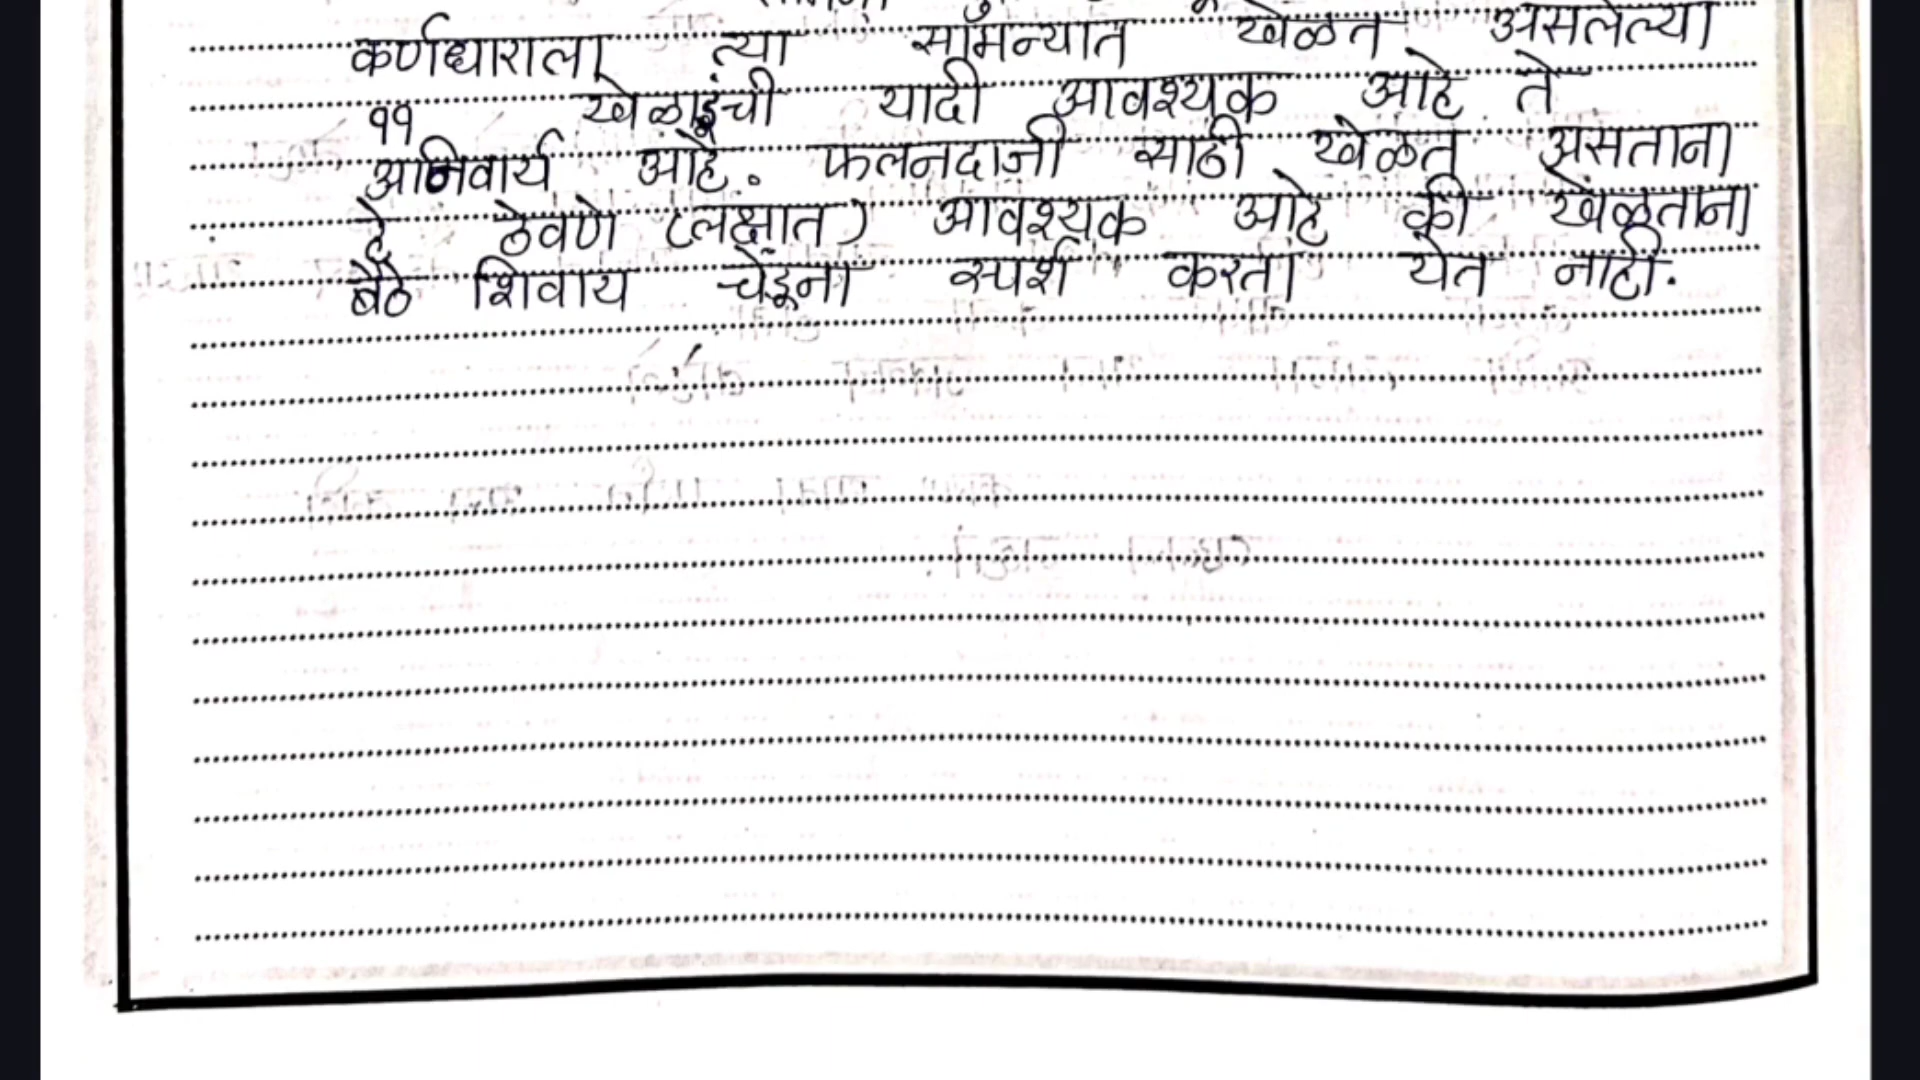 कर्णधाराला त्या सामन्यात खेळत असलेल्या
११ खेळाडूंची यादी आवश्यक आहे ते
अनिवार्य आहे. फलनदाजी साठी खेळत असताना
हे ठेवणे (लक्षात) आवश्यक आहे की खेळताना
बॅठे शिवाय चेंडूना स्पर्श करता येत नाही.